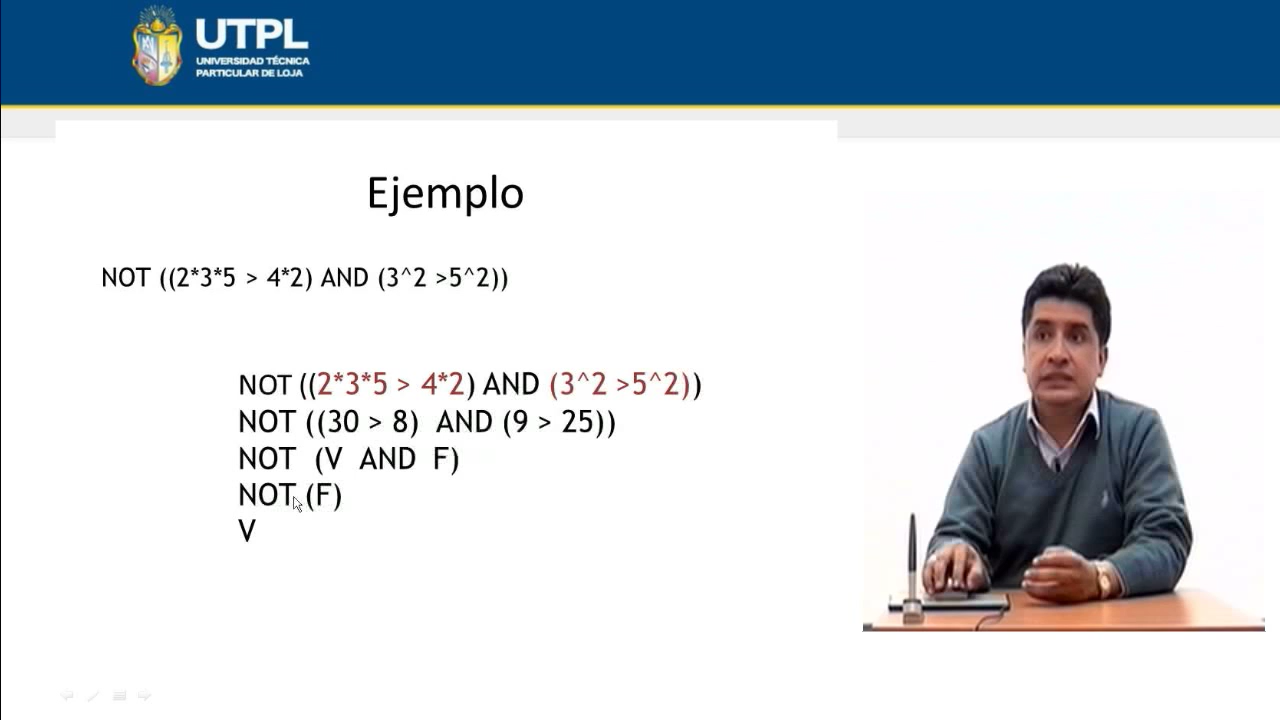 UTPL
UNIVERSIDAD TÉCNICA
PARTICULAR DE LOJA
Ejemplo
NOT ((2*3*5 > 4*2) AND (3^2 >5^2))
NOT ((2*3*5 > 4*2) AND (3^2 >5^2))
NOT ((30 > 8) AND (9 > 25))
NOT (V AND F)
NOT (F)
V